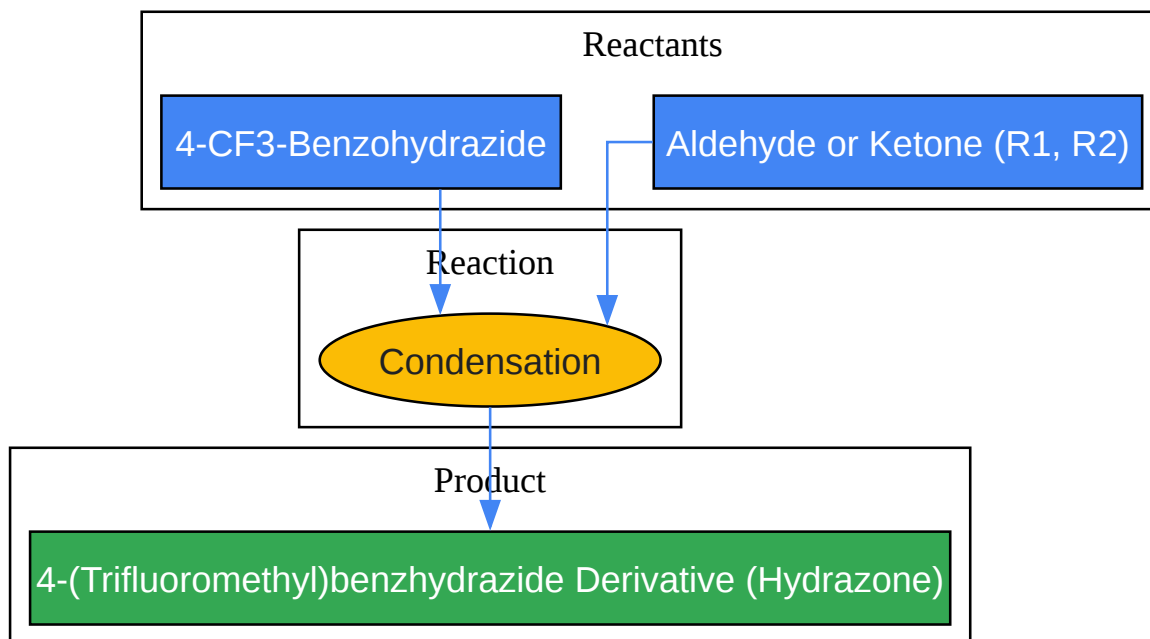 Reactants
4-CF3-Benzohydrazide
Aldehyde or Ketone (R1, R2)
Reaction
Condensation
Product
4-(Trifluoromethyl)benzhydrazide Derivative (Hydrazone)